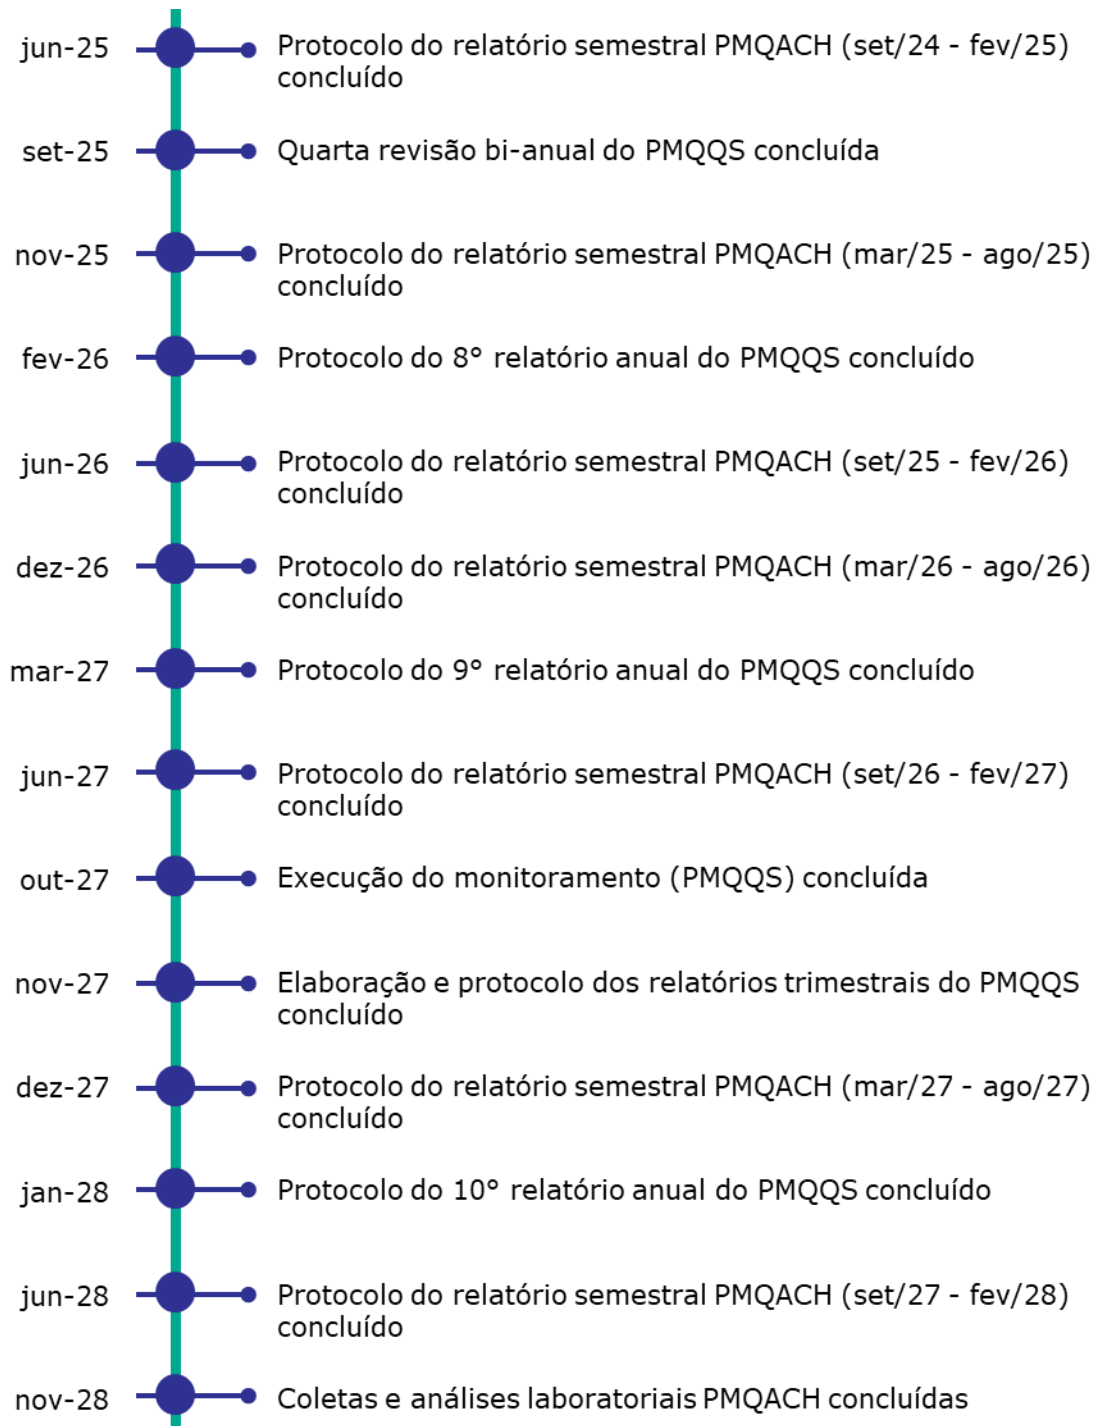 jun-25 Protocolo do relatório semestral PMQACH (set/24 - fev/25)
concluído
set-25 Quarta revisão bi-anual do PMQQS concluída
nov-25 Protocolo do relatório semestral PMQACH (mar/25 - ago/25)
concluído
fev-26 Protocolo do 8° relatório anual do PMQQS concluído
jun-26 Protocolo do relatório semestral PMQACH (set/25 - fev/26)
concluído
dez-26 Protocolo do relatório semestral PMQACH (mar/26 - ago/26)
concluído
mar-27 Protocolo do 9° relatório anual do PMQQS concluído
jun-27 Protocolo do relatório semestral PMQACH (set/26 - fev/27)
concluído
out-27 Execução do monitoramento (PMQQS) concluída
nov-27 Elaboração e protocolo dos relatórios trimestrais do PMQQS
concluído
dez-27 Protocolo do relatório semestral PMQACH (mar/27 - ago/27)
concluído
jan-28 Protocolo do 10° relatório anual do PMQQS concluído
jun-28 Protocolo do relatório semestral PMQACH (set/27 - fev/28)
concluído
nov-28 Coletas e análises laboratoriais PMQACH concluídas